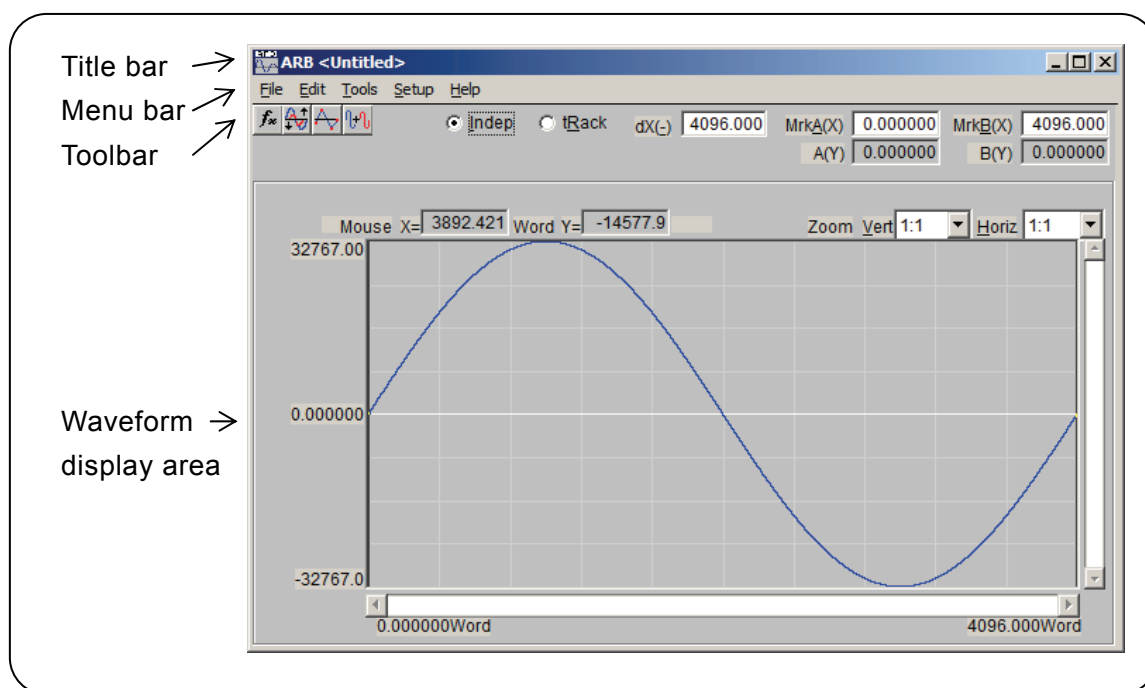 Title bar
Menu bar
Toolbar
Waveform
display area
ARB <Untitled>
File Edit Tools Setup Help
Indep tRack dX(-) 4096.000 MrkA(X) 0.000000 MrkB(X) 4096.000
A(Y) 0.000000 B(Y) 0.000000
Mouse X= 3892.421 Word Y= -14577.9 Zoom Vert 1:1 Horiz 1:1
32767.00
0.000000
-32767.0
0.000000Word 4096.000Word